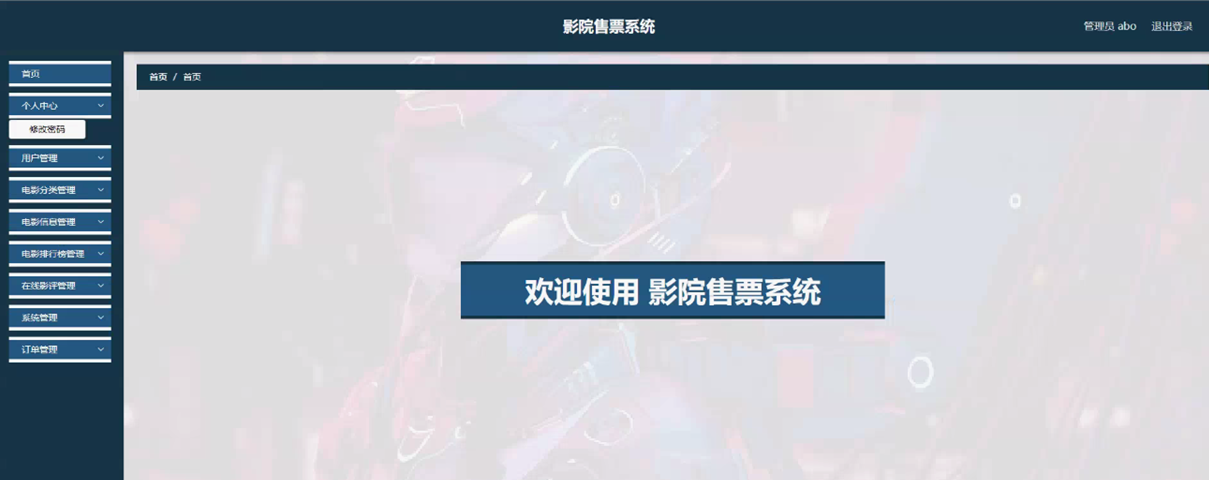 影院售票系统
管理员 abo 退出登录
首页
个人中心
修改密码
用户管理
电影分类管理
电影信息管理
电影排行榜管理
在线影评管理
系统管理
订单管理
首页 / 首页
欢迎使用 影院售票系统